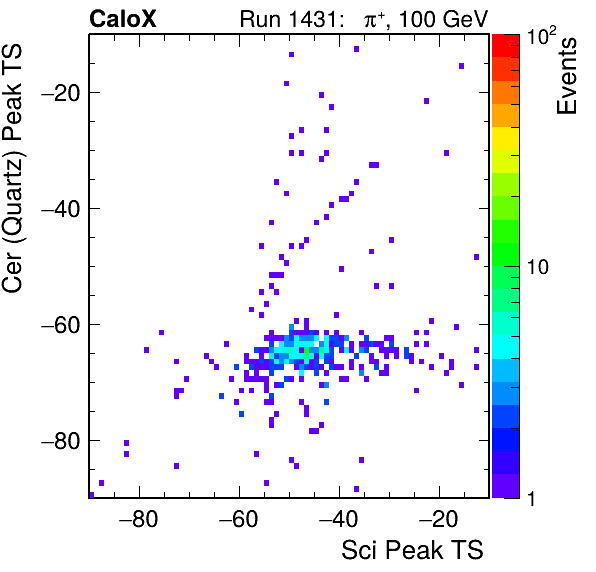 CaloX Run 1431: π⁺, 100 GeV
Cer (Quartz) Peak TS
−20
−40
−60
−80
−80 −60 −40 −20
Sci Peak TS
10²
10
1
Events